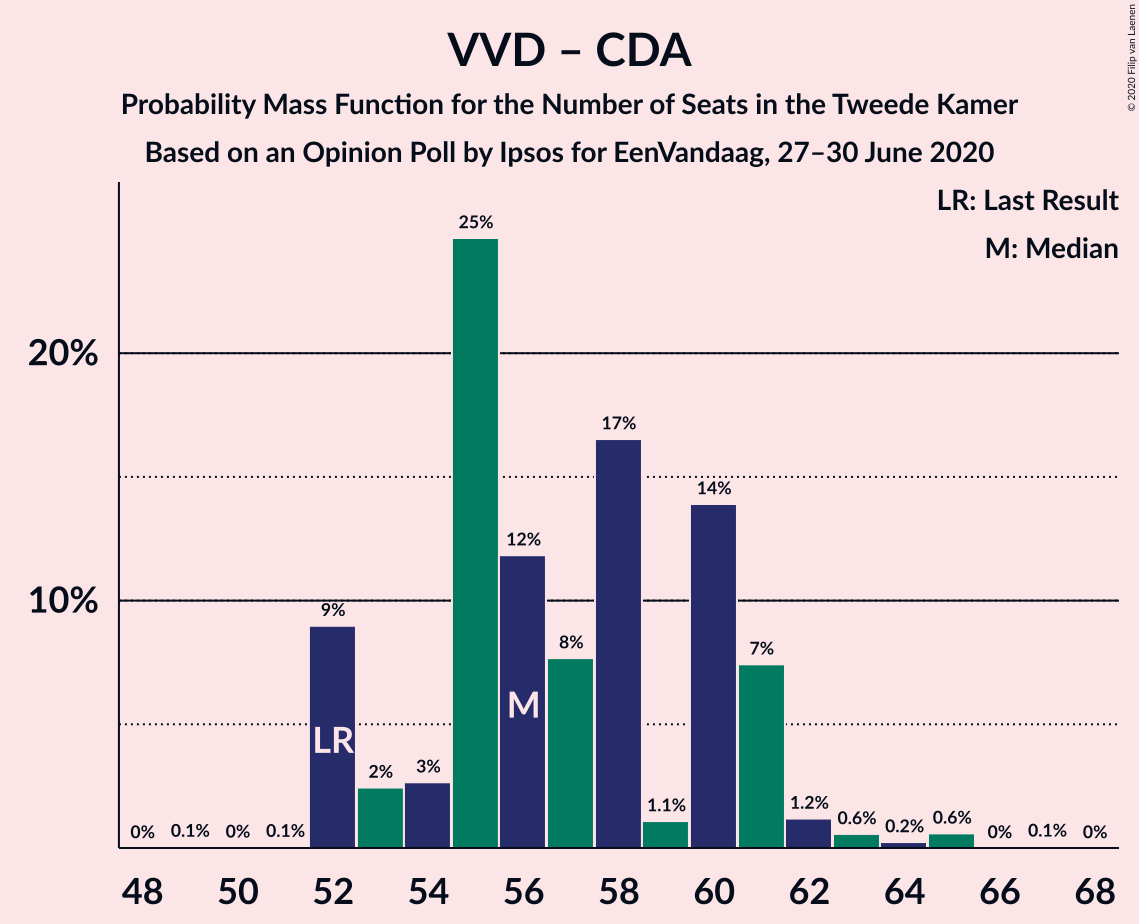 VVD – CDA
Probability Mass Function for the Number of Seats in the Tweede Kamer
Based on an Opinion Poll by Ipsos for EenVandaag, 27–30 June 2020
© 2020 Filip van Laenen
LR: Last Result
M: Median
25%
20%
17%
14%
12%
10%
9%
8%
7%
M
LR
3%
2%
1.1%
1.2%
0.6%
0.2%
0.6%
0%
0.1%
0%
0.1%
0%
0.1%
0%
48 50 52 54 56 58 60 62 64 66 68